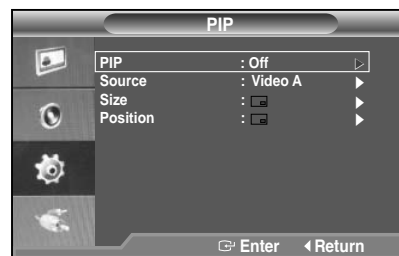 PIP
PIP : Off
Source : Video A
Size :
Position :
Enter Return